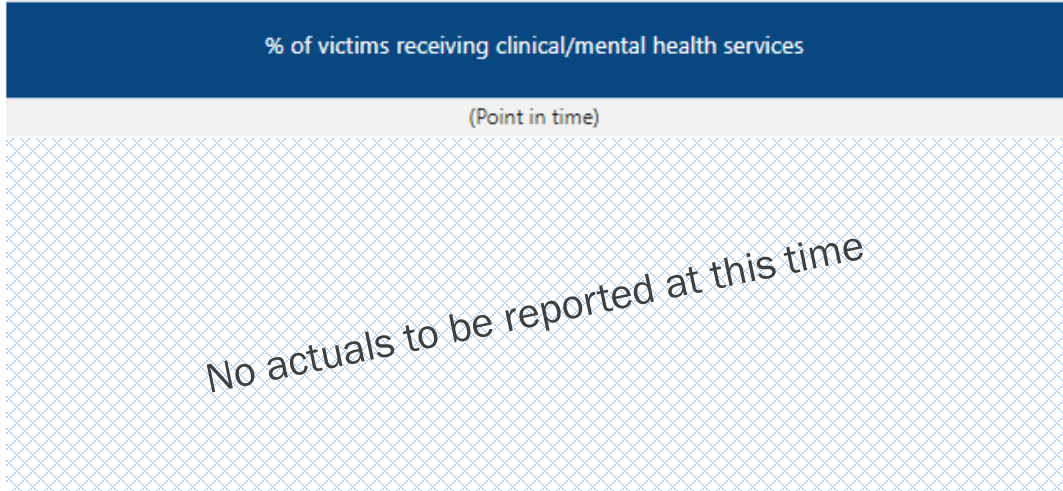 % of victims receiving clinical/mental health services
(Point in time)
No actuals to be reported at this time